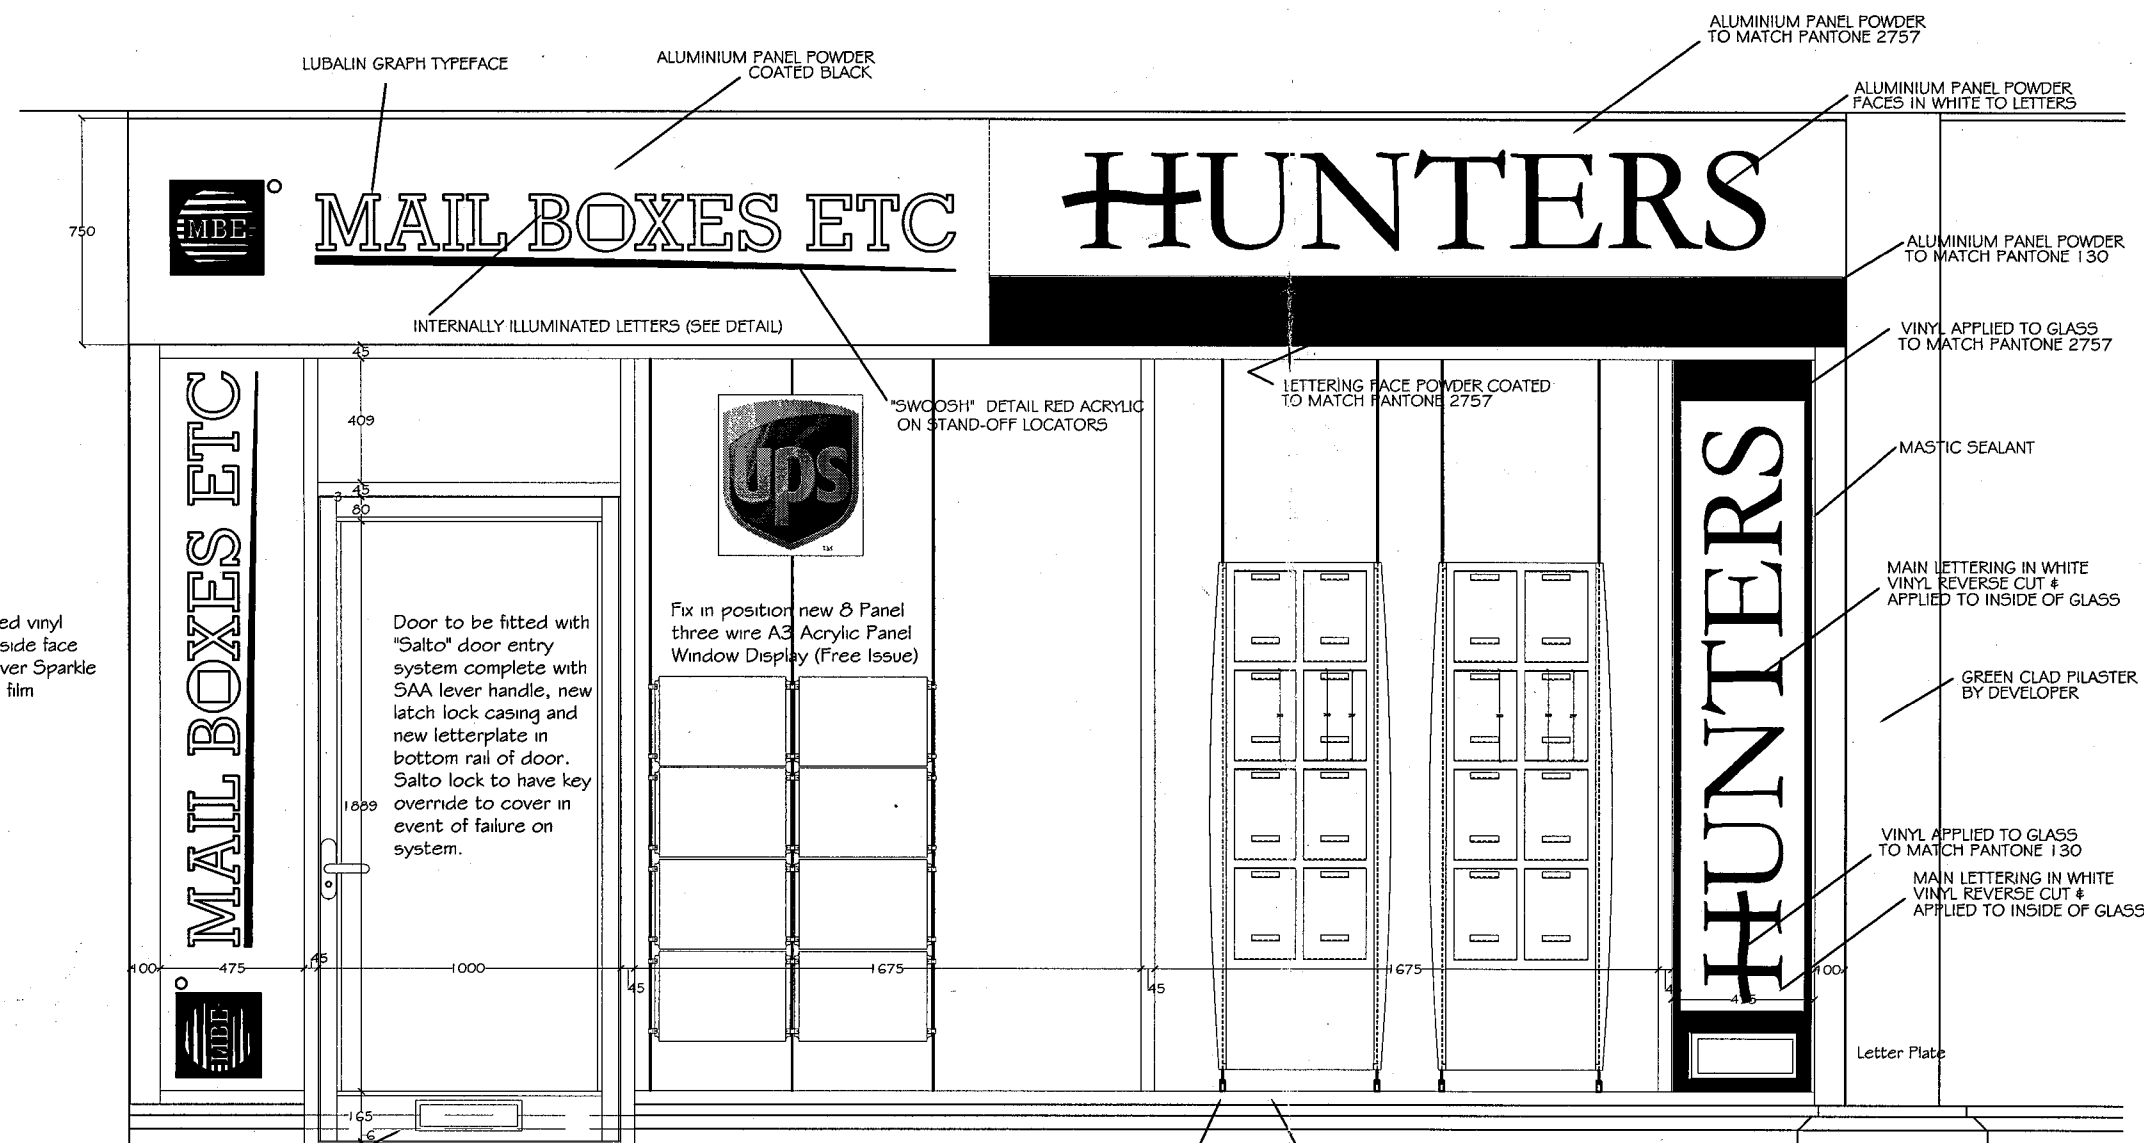 ALUMINIUM PANEL POWDER
TO MATCH PANTONE 2757
LUBALIN GRAPH TYPEFACE
ALUMINIUM PANEL POWDER
COATED BLACK
ALUMINIUM PANEL POWDER
FACES IN WHITE TO LETTERS
MBE
MAIL BOXES ETC
HUNTERS
750
ALUMINIUM PANEL POWDER
TO MATCH PANTONE 130
INTERNALLY ILLUMINATED LETTERS (SEE DETAIL)
VINYL APPLIED TO GLASS
TO MATCH PANTONE 2757
45
409
45
3
80
LETTERING FACE POWDER COATED
TO MATCH PANTONE 2757
"SWOOSH" DETAIL RED ACRYLIC
ON STAND-OFF LOCATORS
ups
TM
MASTIC SEALANT
MAIL BOXES ETC
MBE
HUNTERS
MAIN LETTERING IN WHITE
VINYL REVERSE CUT &
APPLIED TO INSIDE OF GLASS
ed vinyl
side face
ver Sparkle
film
Door to be fitted with
"Salto" door entry
system complete with
SAA lever handle, new
latch lock casing and
new letterplate in
bottom rail of door.
Salto lock to have key
override to cover in
event of failure on
system.
Fix in position new 8 Panel
three wire A3 Acrylic Panel
Window Display (Free Issue)
GREEN CLAD PILASTER
BY DEVELOPER
1889
VINYL APPLIED TO GLASS
TO MATCH PANTONE 130
MAIN LETTERING IN WHITE
VINYL REVERSE CUT &
APPLIED TO INSIDE OF GLASS
100
475
45
1000
45
1675
45
1675
100
Letter Plate
165
6